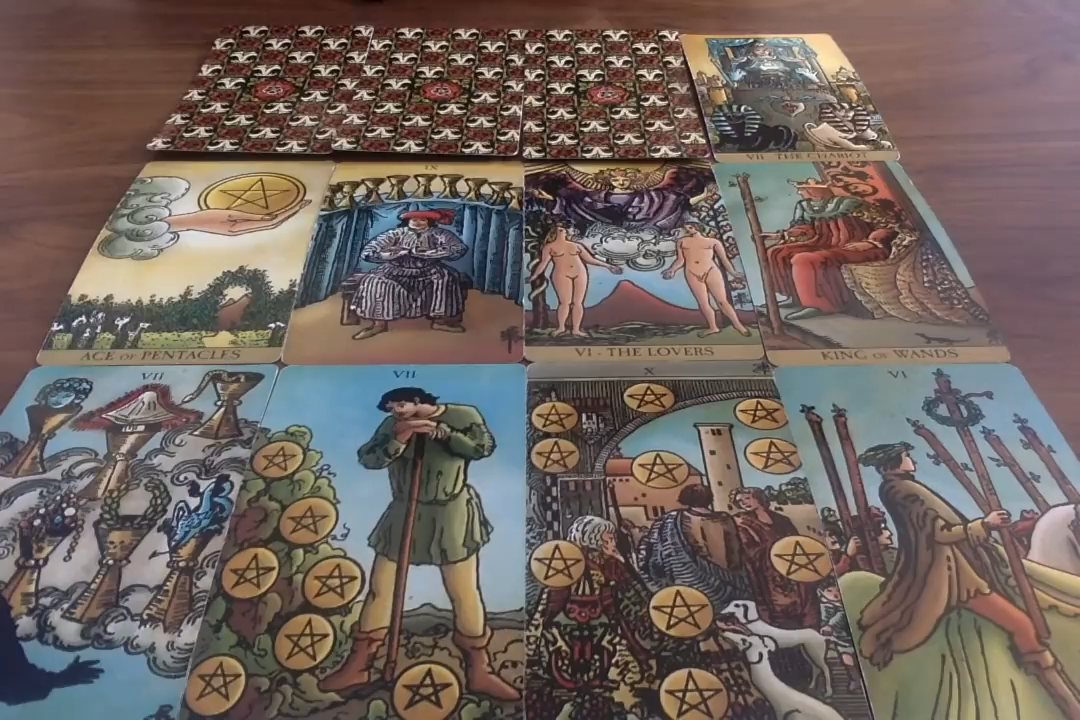 VII THE CHARIOT
IX
ACE OF PENTACLES
VI - THE LOVERS
KING OF WANDS
VII
VII
X
VI